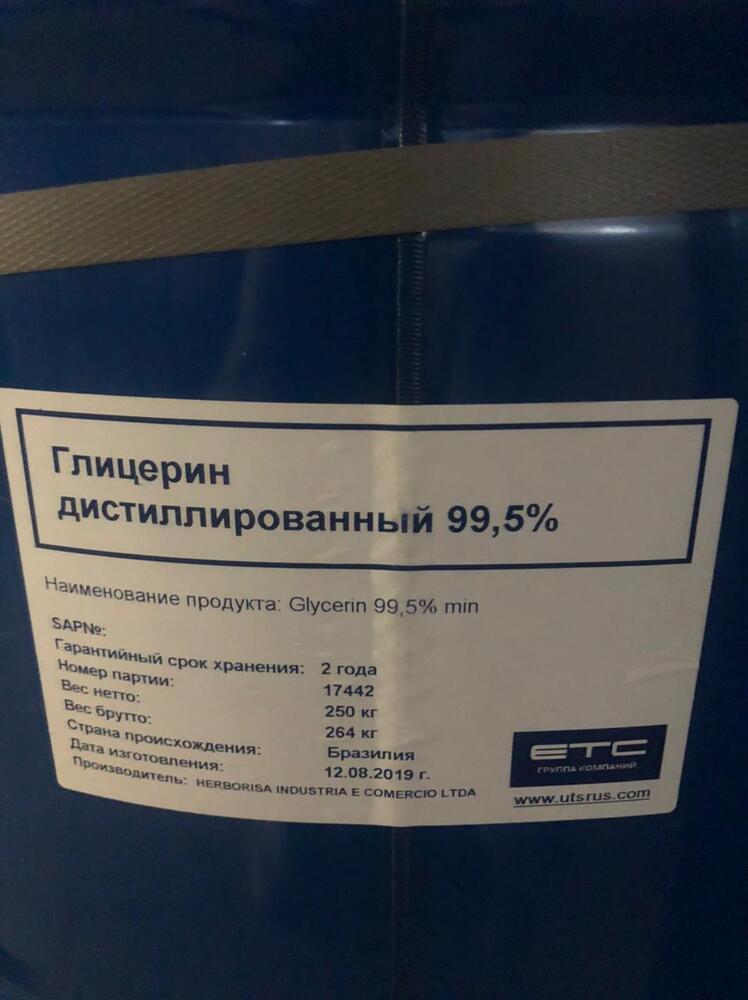 Глицерин
дистиллированный 99,5%
Наименование продукта: Glycerin 99,5% min
SAP№:
Гарантийный срок хранения: 2 года
Номер партии: 17442
Вес нетто: 250 кг
Вес брутто: 264 кг
Страна происхождения: Бразилия
Дата изготовления: 12.08.2019 г.
Производитель: HERBORISA INDUSTRIA E COMERCIO LTDA
ETC
ГРУППА КОМПАНИЙ
www.utsrus.com